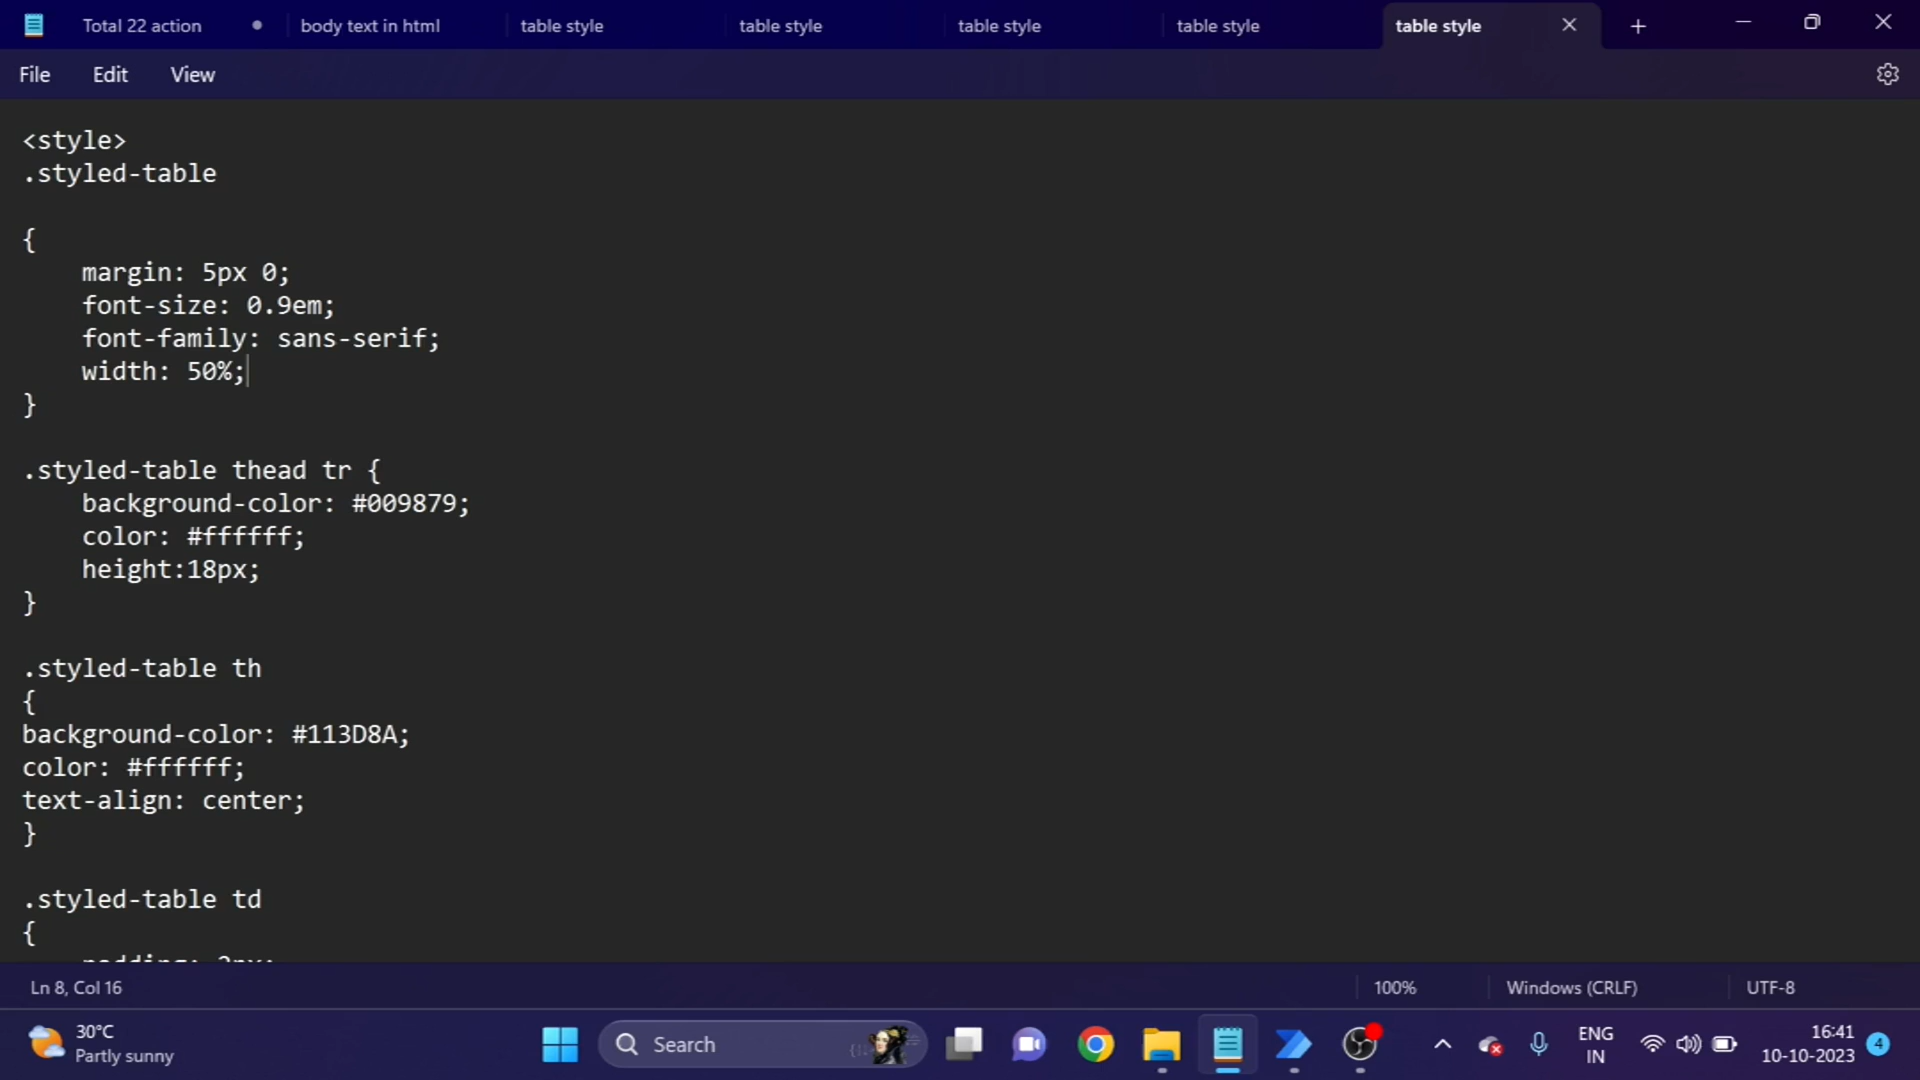 Total 22 action
body text in html
table style
table style
table style
table style
table style
File Edit View
<style>
.styled-table
{
margin: 5px 0;
font-size: 0.9em;
font-family: sans-serif;
width: 50%;
}
.styled-table thead tr {
background-color: #009879;
color: #ffffff;
height:18px;
}
.styled-table th
{
background-color: #113D8A;
color: #ffffff;
text-align: center;
}
.styled-table td
{
Ln 8, Col 16
100%
Windows (CRLF)
UTF-8
30°C
Partly sunny
Search
ENG
IN
16:41
10-10-2023
4